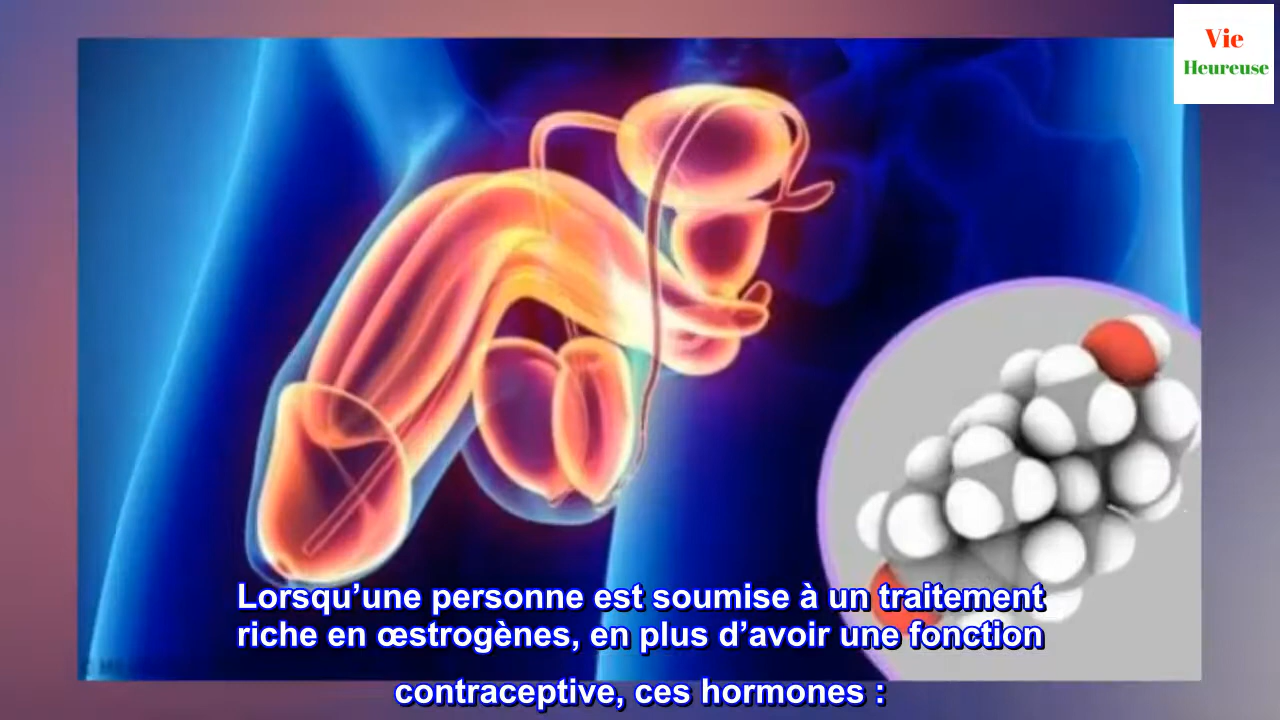 Vie
Heureuse
Lorsqu’une personne est soumise à un traitement
riche en œstrogènes, en plus d’avoir une fonction
contraceptive, ces hormones :